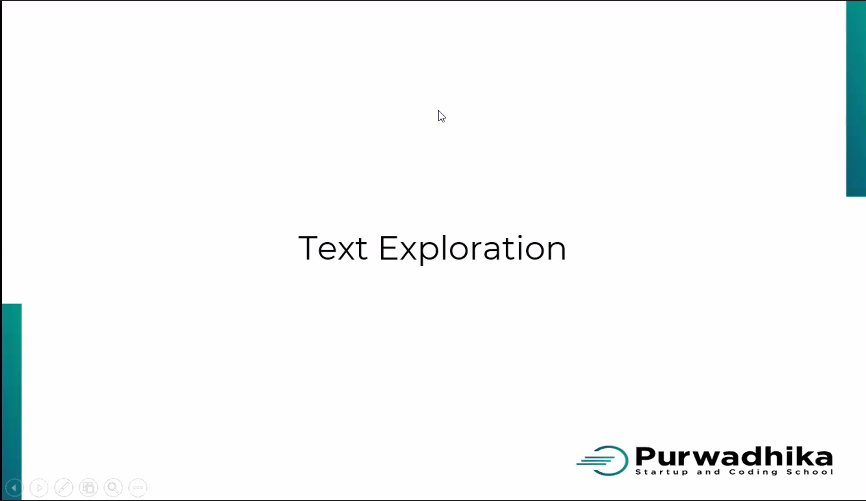 Text Exploration
Purwadhika
Startup and Coding School